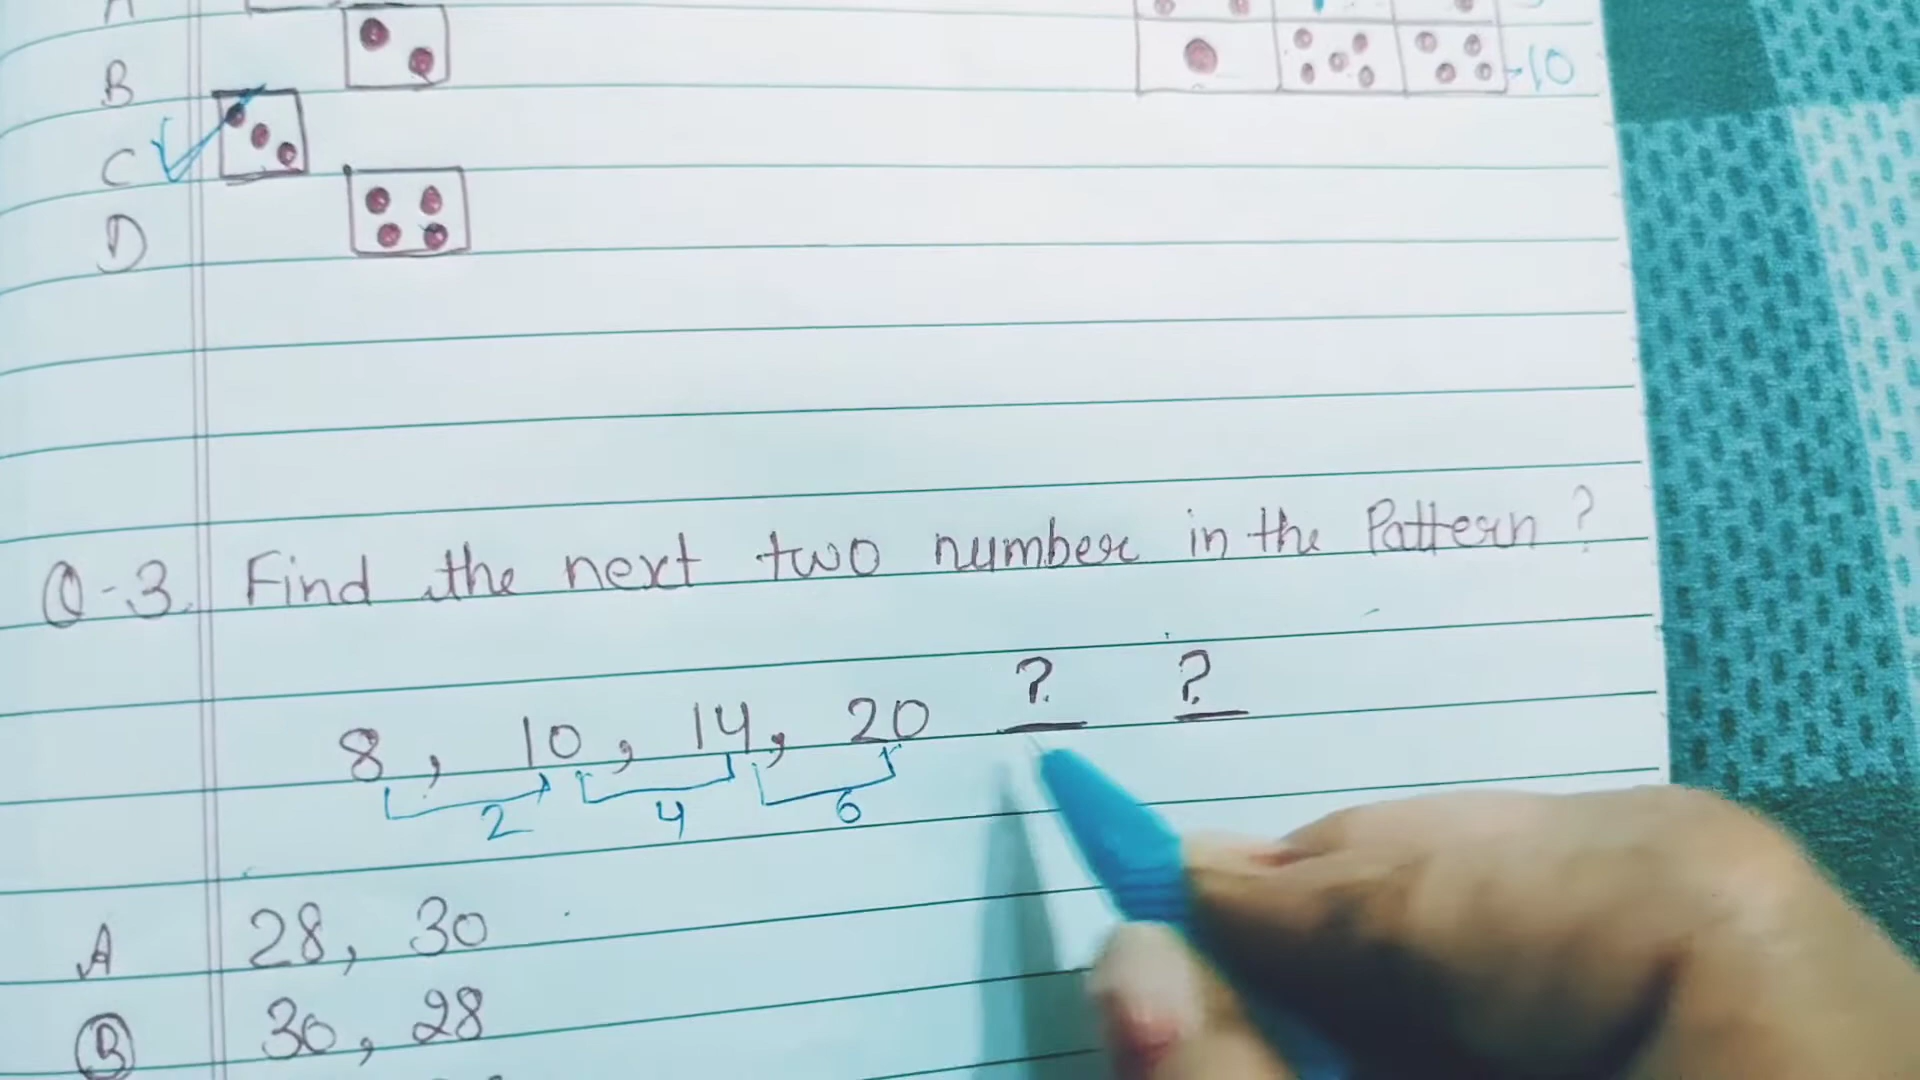 B
10
C
D
Q-3. Find the next two number in the Pattern ?
8, 10, 14, 20 ? ?
2 4 6
A 28, 30
B 30, 28